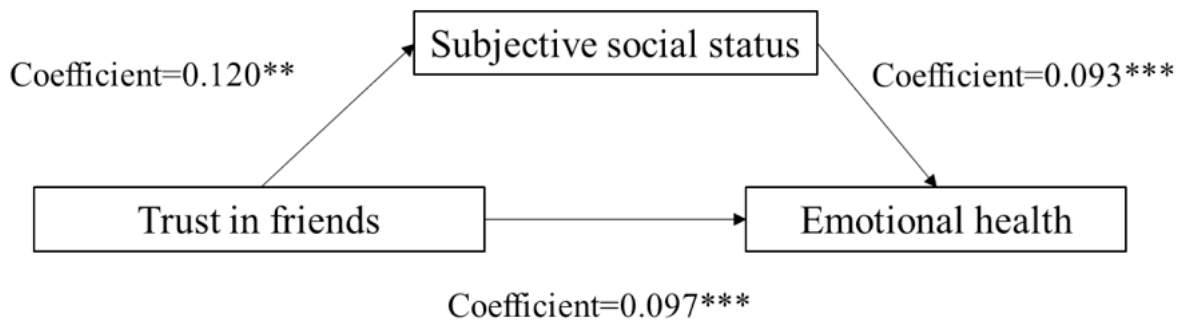 Subjective social status
Coefficient=0.120**
Coefficient=0.093***
Trust in friends
Emotional health
Coefficient=0.097***